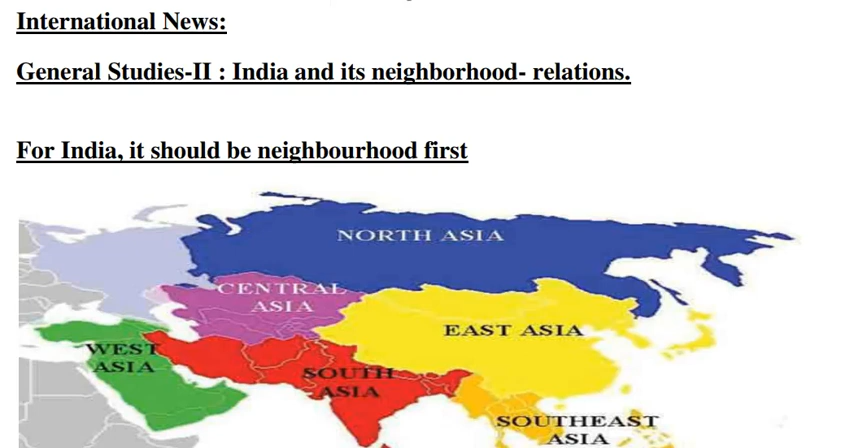 International News:
General Studies-II : India and its neighborhood- relations.
For India, it should be neighbourhood first
NORTH ASIA
CENTRAL
ASIA
EAST ASIA
WEST
ASIA
SOUTH
ASIA
SOUTHEAST
ASIA